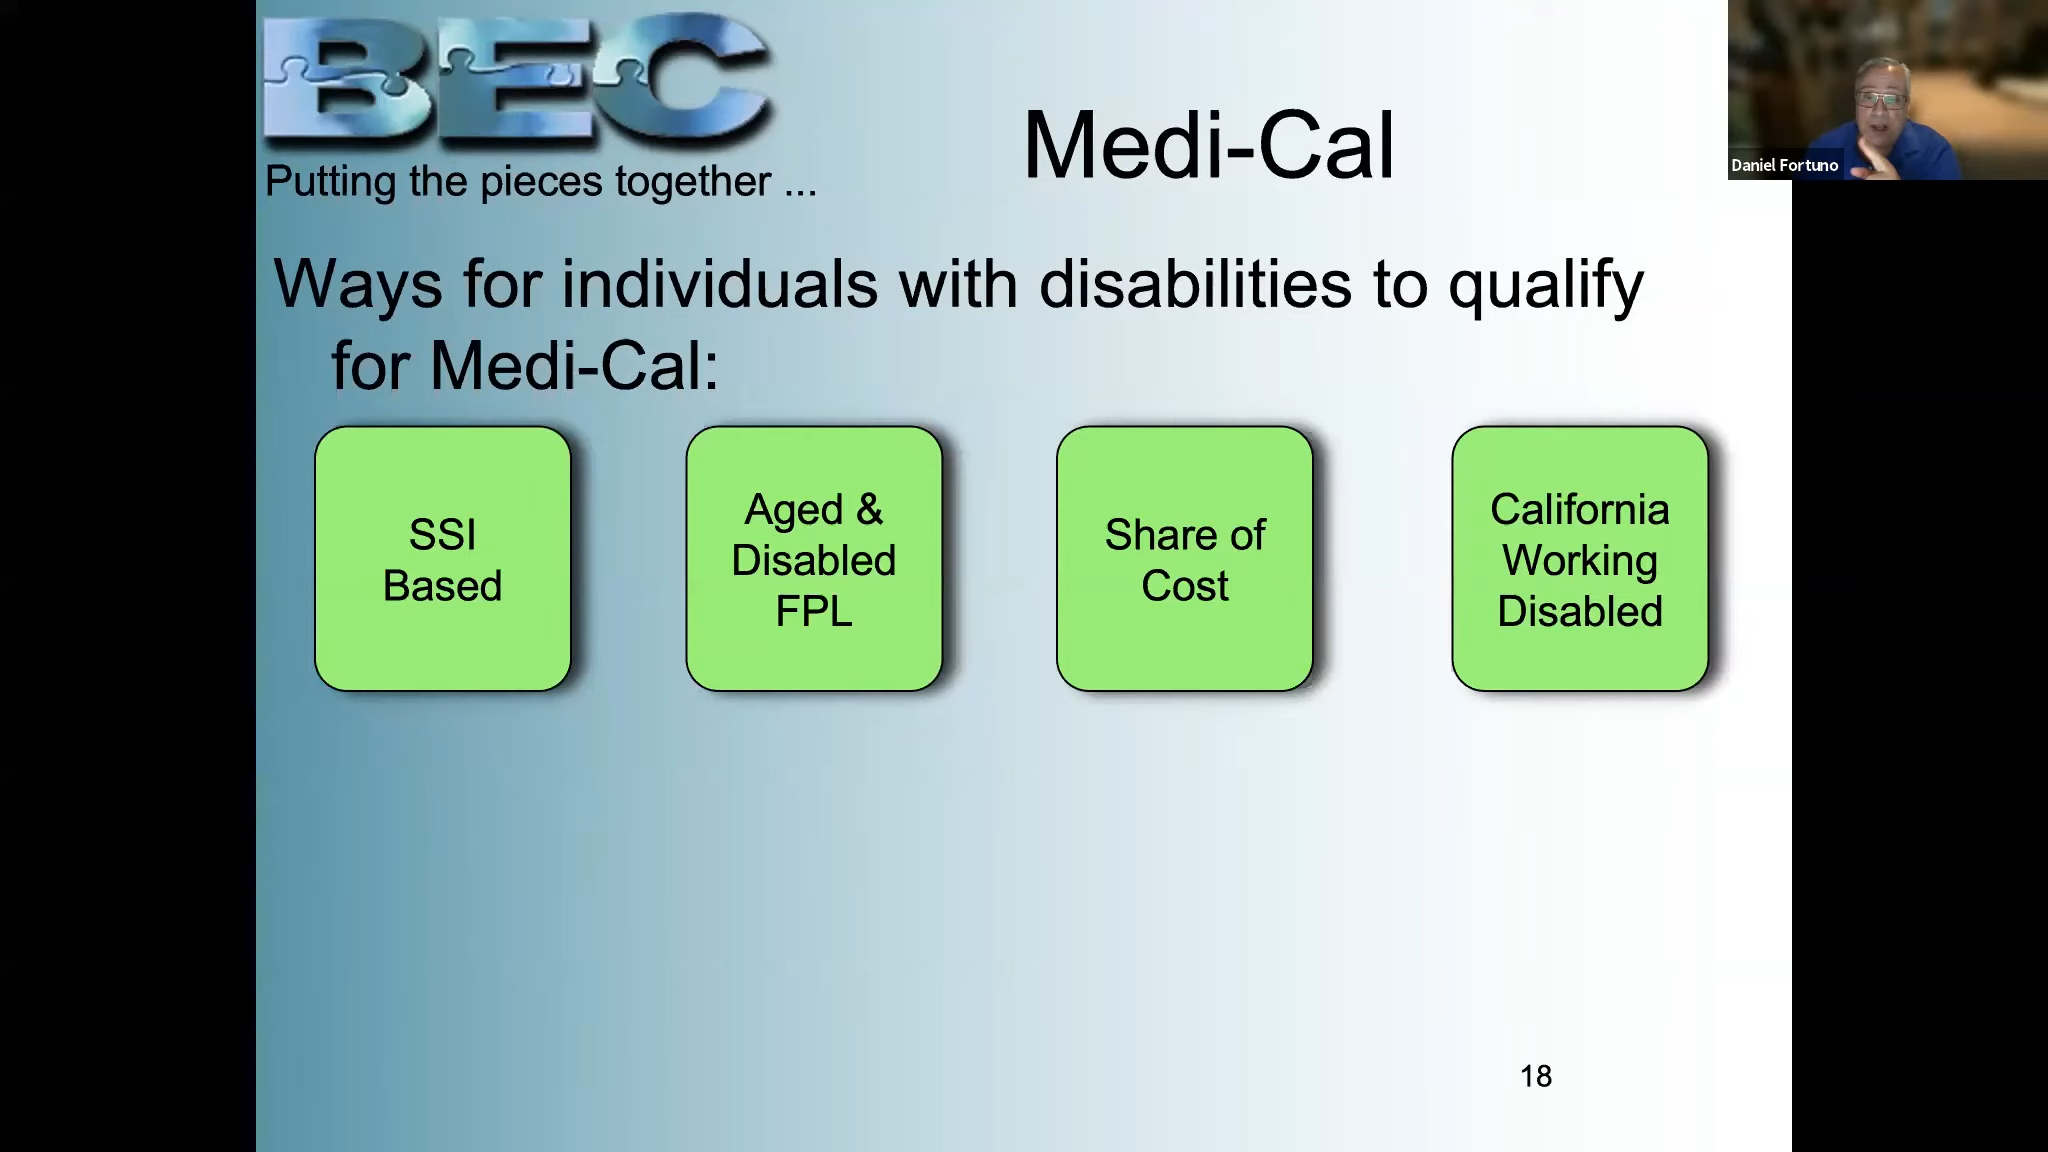 BEC
Putting the pieces together ...
Medi-Cal
Daniel Fortuno
Ways for individuals with disabilities to qualify
for Medi-Cal:
SSI
Based
Aged &
Disabled
FPL
Share of
Cost
California
Working
Disabled
18